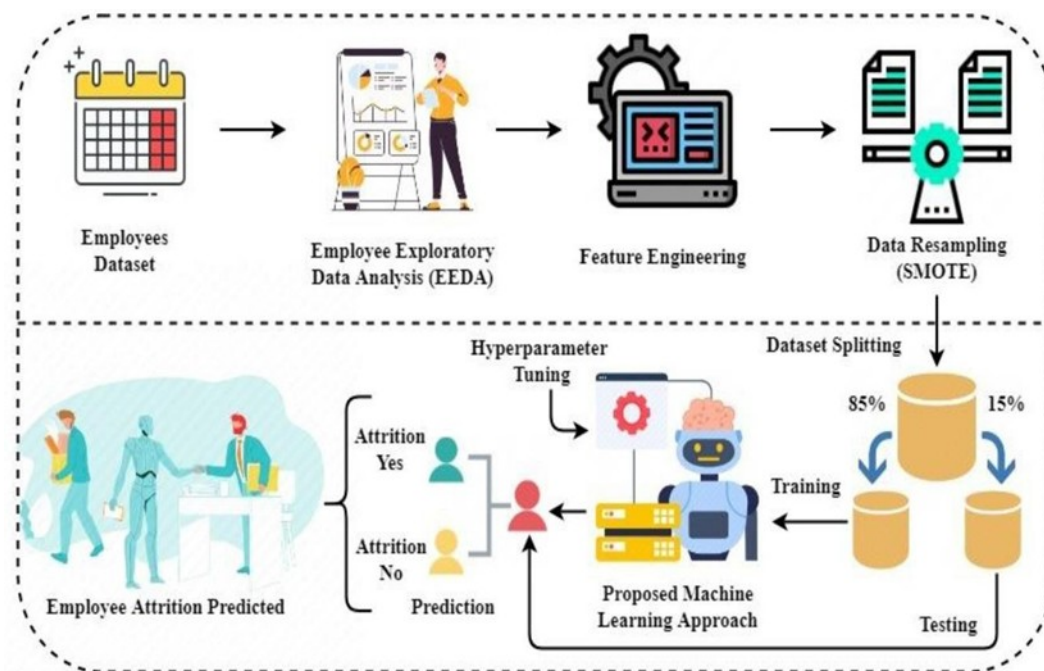 Employees
Dataset
Employee Exploratory
Data Analysis (EEDA)
Feature Engineering
Data Resampling
(SMOTE)
Hyperparameter
Tuning
Dataset Splitting
85%
15%
Attrition
Yes
Training
Attrition
No
Employee Attrition Predicted
Prediction
Proposed Machine
Learning Approach
Testing